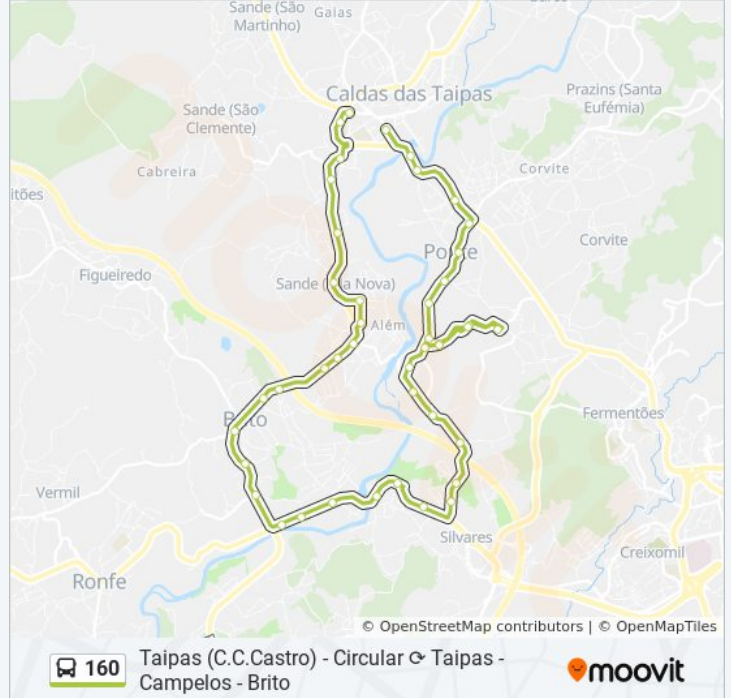 Sande (São
Martinho)
Gaias
Caldas das Taipas
Prazins (Santa
Eufémia)
Sande (São
Clemente)
Cabreira
Corvite
itões
Ponte
Corvite
Figueiredo
Sande (Vila Nova)
Além
Brito
Fermentões
Vermil
Silvares
Creixomil
Ronfe
© OpenStreetMap contributors | © OpenMapTiles
160
Taipas (C.C.Castro) - Circular ⟳ Taipas -
Campelos - Brito
moovit